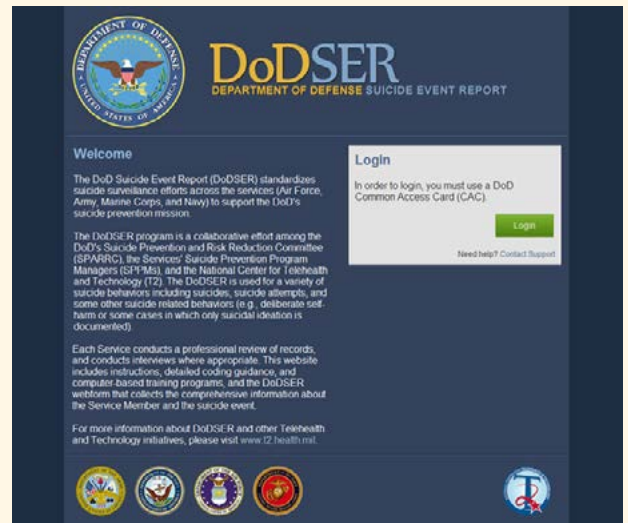 DEPARTMENT OF DEFENSE
UNITED STATES OF AMERICA
DoDSER
DEPARTMENT OF DEFENSE SUICIDE EVENT REPORT
Welcome
The DoD Suicide Event Report (DoDSER) standardizes
suicide surveillance efforts across the services (Air Force,
Army, Marine Corps, and Navy) to support the DoD's
suicide prevention mission.
The DoDSER program is a collaborative effort among the
DoD's Suicide Prevention and Risk Reduction Committee
(SPARRC), the Services' Suicide Prevention Program
Managers (SPPMs), and the National Center for Telehealth
and Technology (T2). The DoDSER is used for a variety of
suicide behaviors including suicides, suicide attempts, and
some other suicide related behaviors (e.g., deliberate self-
harm or some cases in which only suicidal ideation is
documented).
Each Service conducts a professional review of records,
and conducts interviews where appropriate. This website
includes instructions, detailed coding guidance, and
computer-based training programs, and the DoDSER
webform that collects the comprehensive information about
the Service Member and the suicide event.
For more information about DoDSER and other Telehealth
and Technology initiatives, please visit www.t2.health.mil.
Login
In order to login, you must use a DoD
Common Access Card (CAC).
Login
Need help? Contact Support